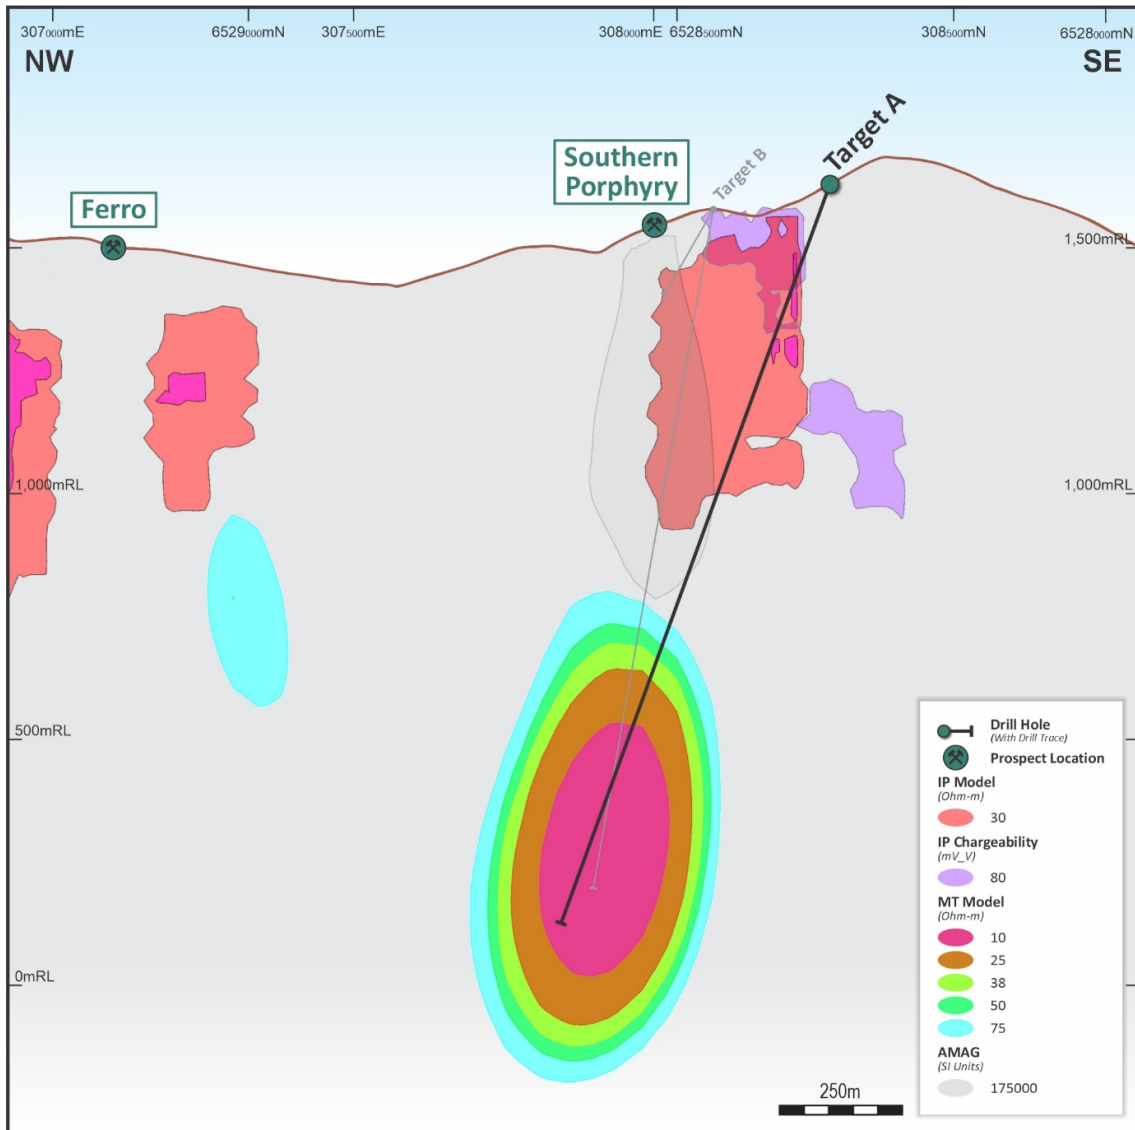 307000mE
6529000mN
307500mE
308000mE
6528500mN
308500mN
6528000mN
NW
SE
Target A
Target B
Southern
Porphyry
Ferro
1,500mRL
1,000mRL
1,000mRL
500mRL
0mRL
Drill Hole
(With Drill Trace)
Prospect Location
IP Model
(Ohm-m)
30
IP Chargeability
(mV_V)
80
MT Model
(Ohm-m)
10
25
38
50
75
AMAG
(SI Units)
175000
250m